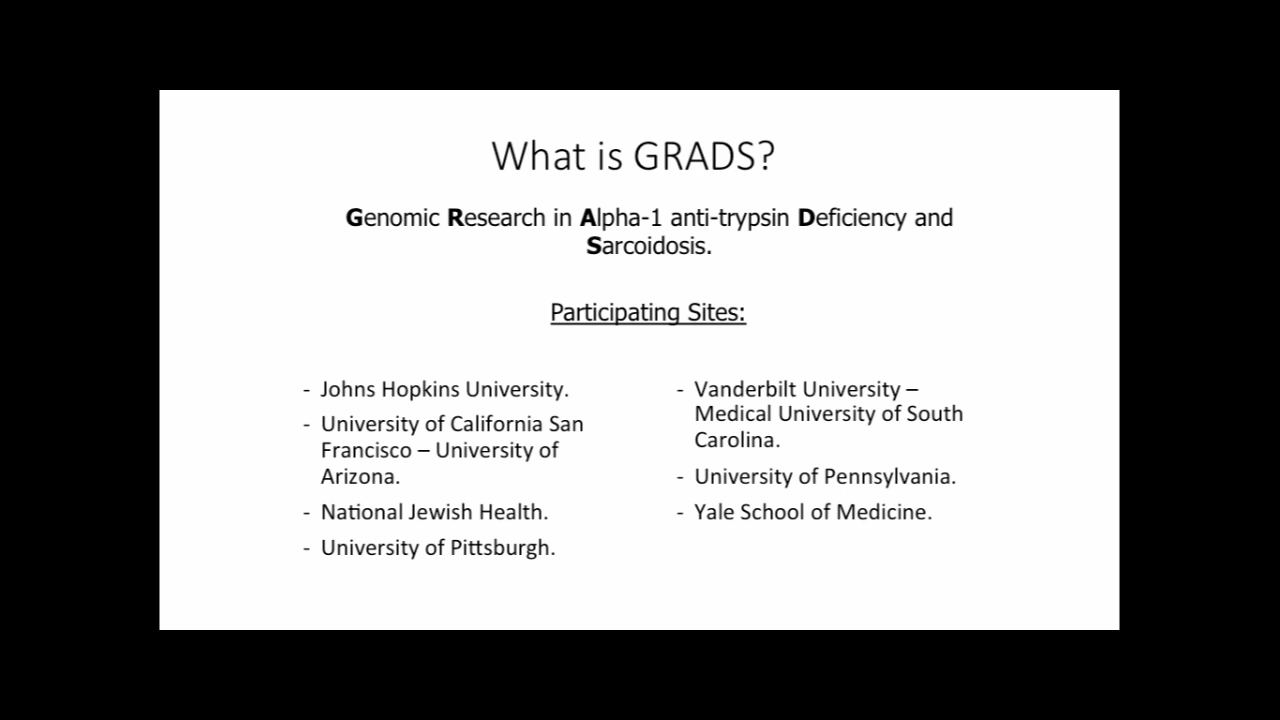 What is GRADS?
Genomic Research in Alpha-1 anti-trypsin Deficiency and
Sarcoidosis.
Participating Sites:
- Johns Hopkins University.
- University of California San
Francisco – University of
Arizona.
- National Jewish Health.
- University of Pittsburgh.
- Vanderbilt University –
Medical University of South
Carolina.
- University of Pennsylvania.
- Yale School of Medicine.